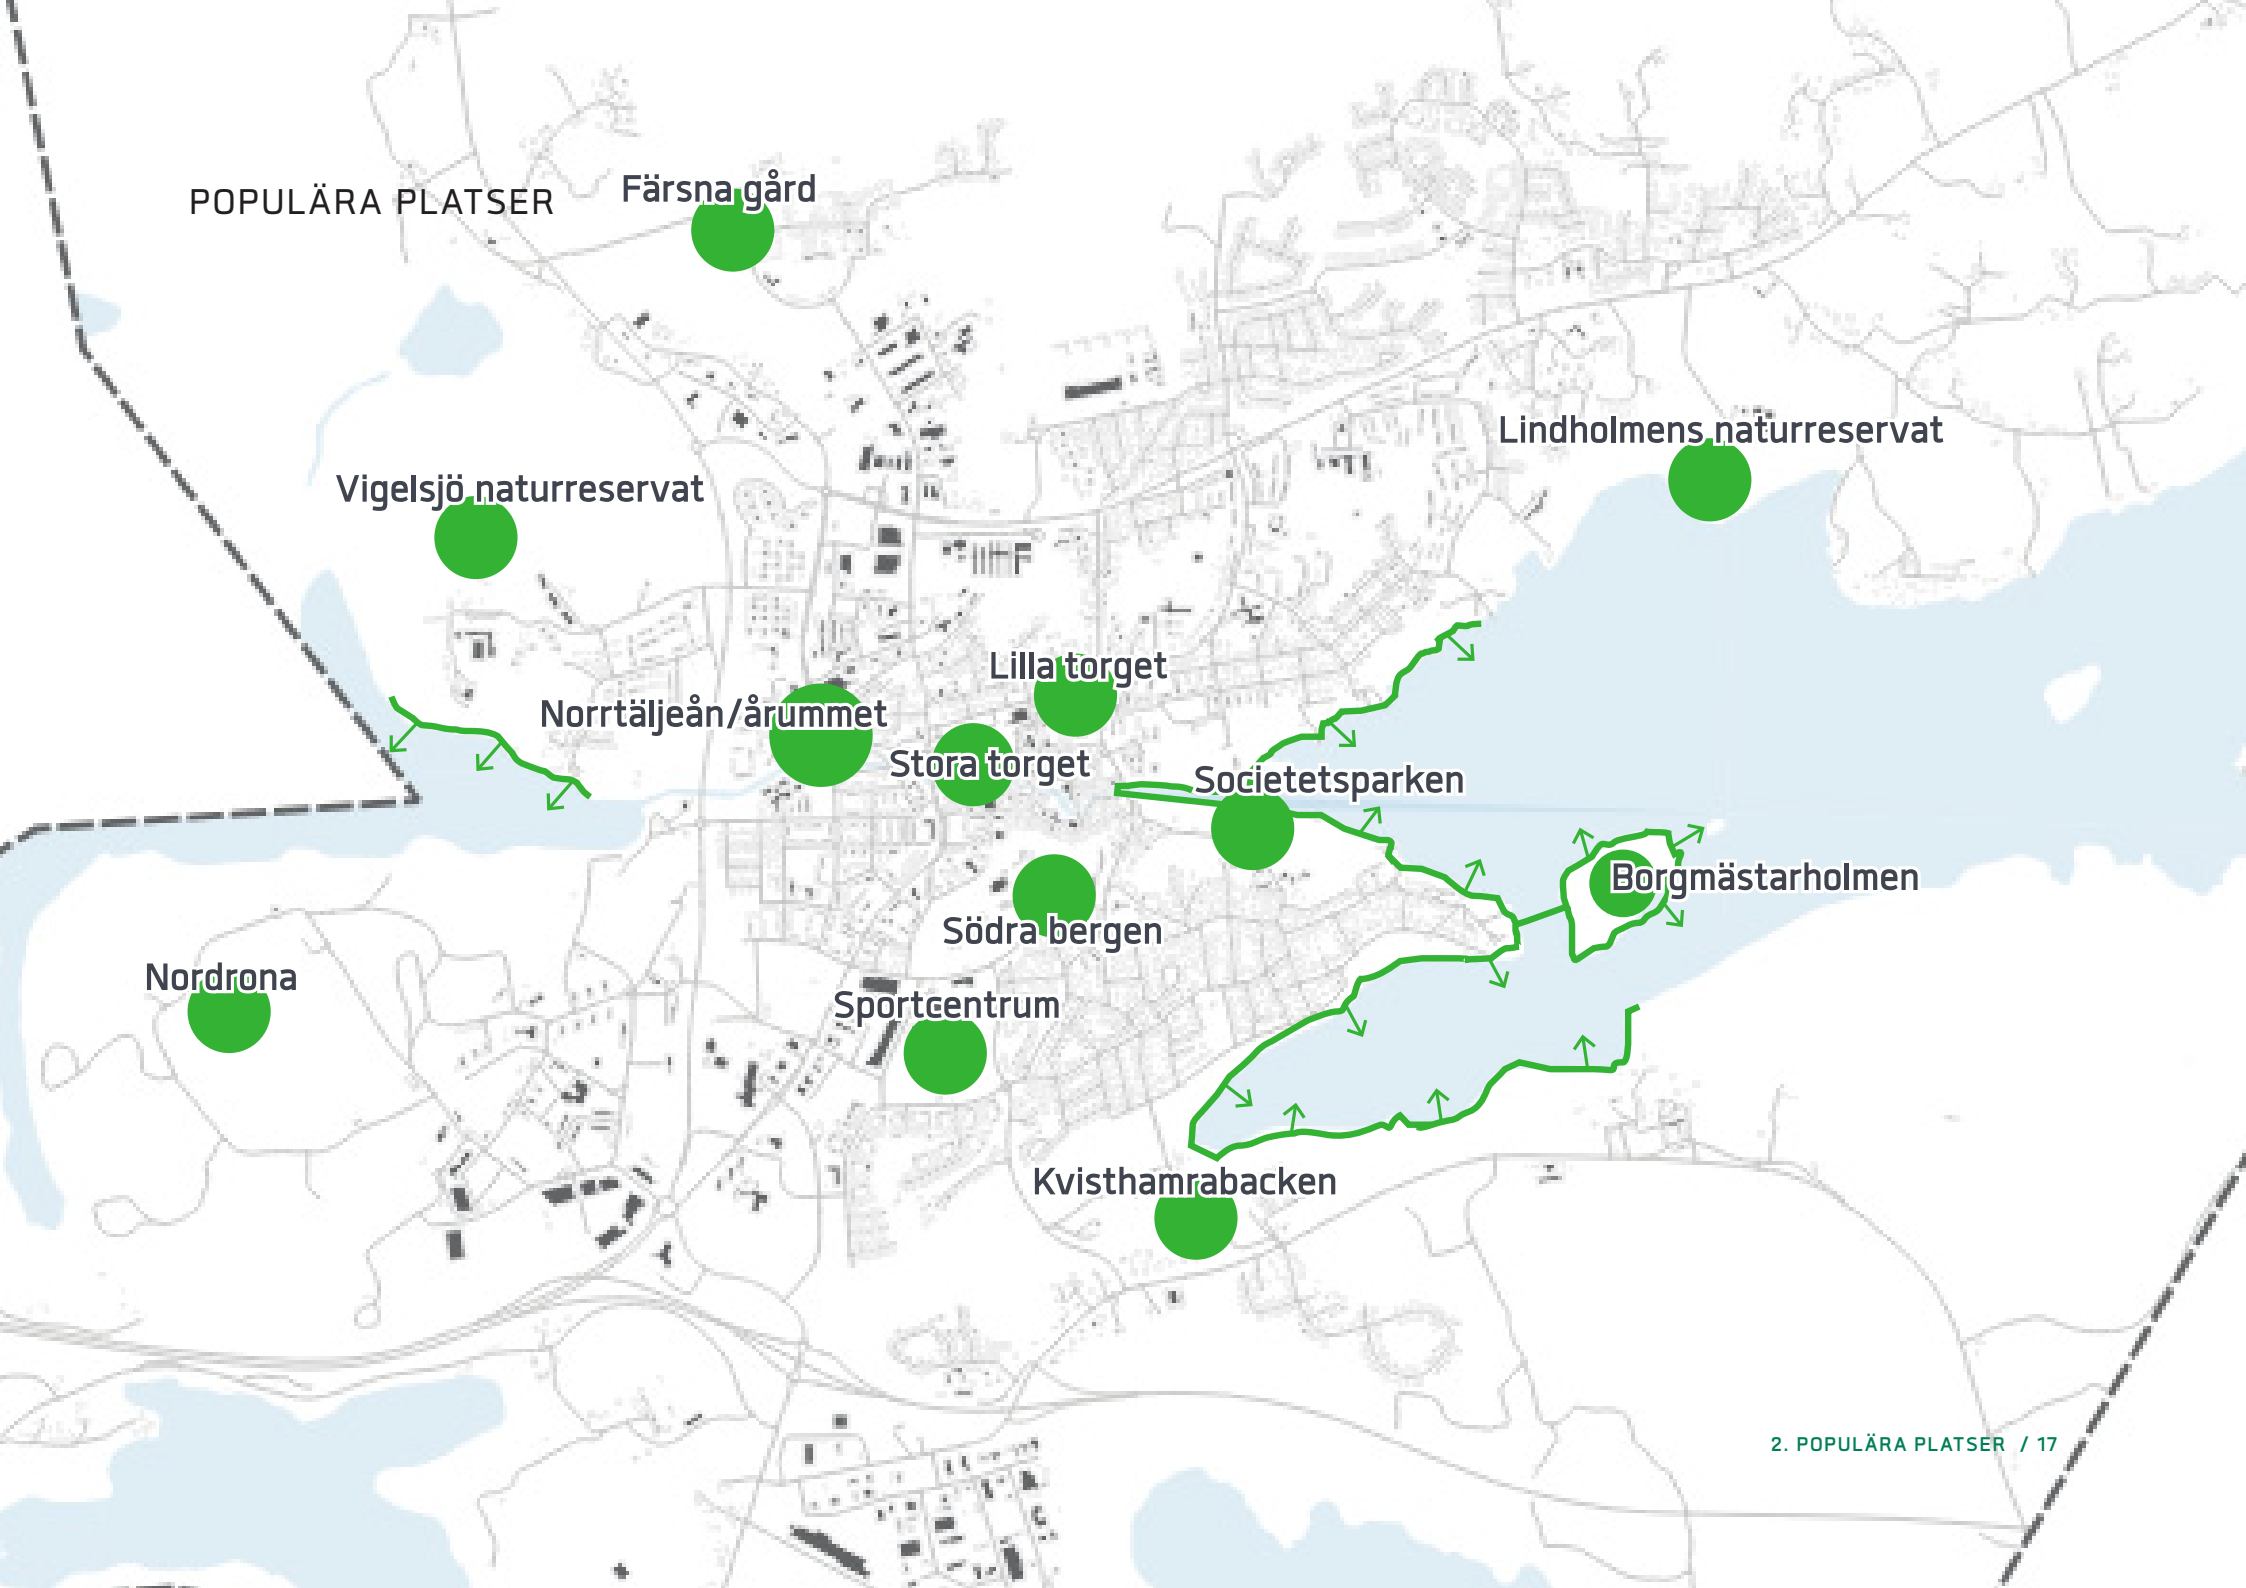 POPULÄRA PLATSER
Färsna gård
Lindholmens naturreservat
Vigelsjö naturreservat
Lilla torget
Norrtäljeån/årummet
Stora torget
Societetsparken
Borgmästarholmen
Södra bergen
Nordrona
Sportcentrum
Kvisthamrabacken
2. POPULÄRA PLATSER / 17